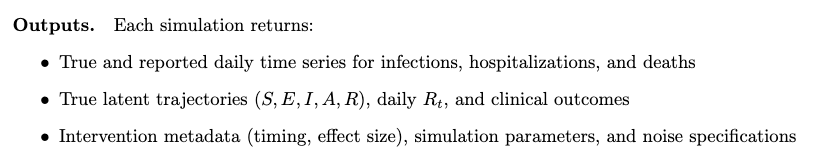 Outputs. Each simulation returns:
• True and reported daily time series for infections, hospitalizations, and deaths
• True latent trajectories (S, E, I, A, R), daily Rₜ, and clinical outcomes
• Intervention metadata (timing, effect size), simulation parameters, and noise specifications